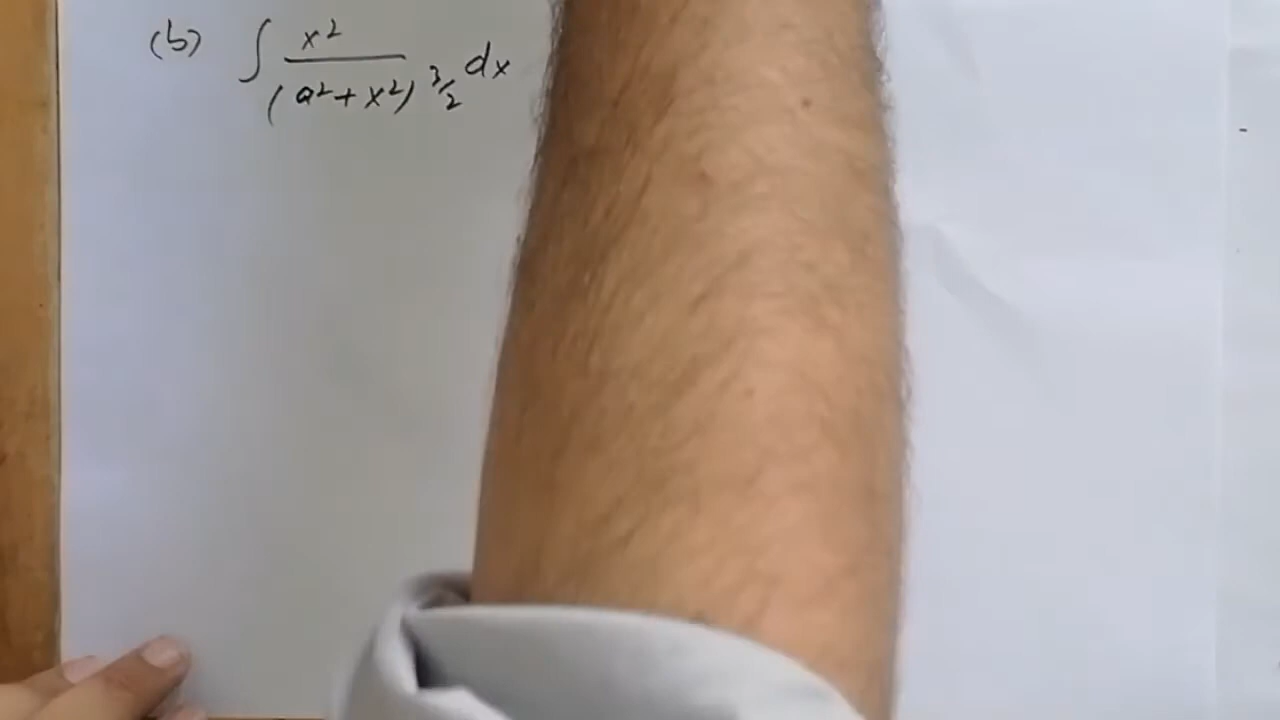 (b) ∫ x² / (a² + x²)^3/2 dx